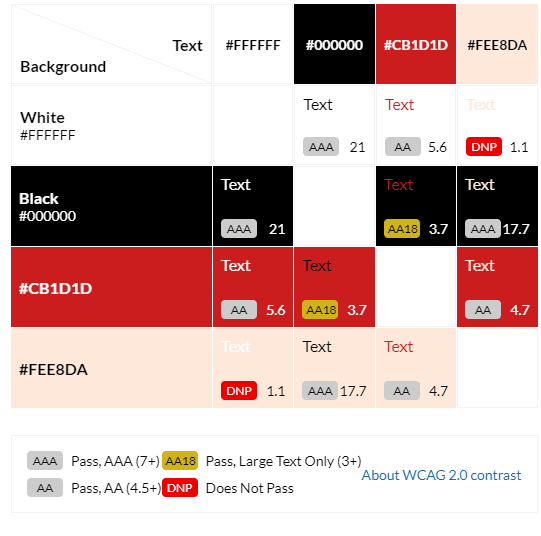 Text #FFFFFF #000000 #CB1D1D #FEE8DA
Background
White
#FFFFFF
Text Text Text
AAA 21 AA 5.6 DNP 1.1
Black
#000000
Text Text Text
AAA 21 AA18 3.7 AAA 17.7
#CB1D1D
Text Text Text
AA 5.6 AA18 3.7 AA 4.7
#FEE8DA
Text Text Text
DNP 1.1 AAA 17.7 AA 4.7
AAA Pass, AAA (7+) AA18 Pass, Large Text Only (3+)
AA Pass, AA (4.5+) DNP Does Not Pass
About WCAG 2.0 contrast